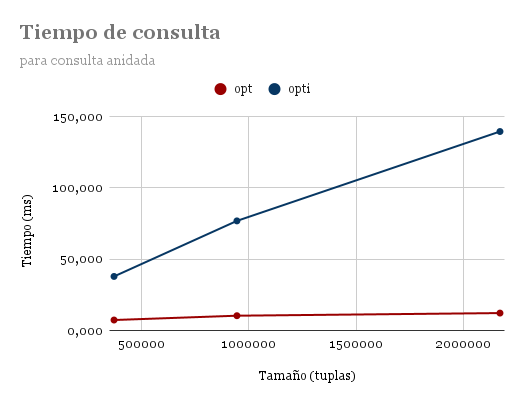 Tiempo de consulta
para consulta anidada
opt opti
150,000
100,000
50,000
0,000
Tiempo (ms)
500000 1000000 1500000 2000000
Tamaño (tuplas)